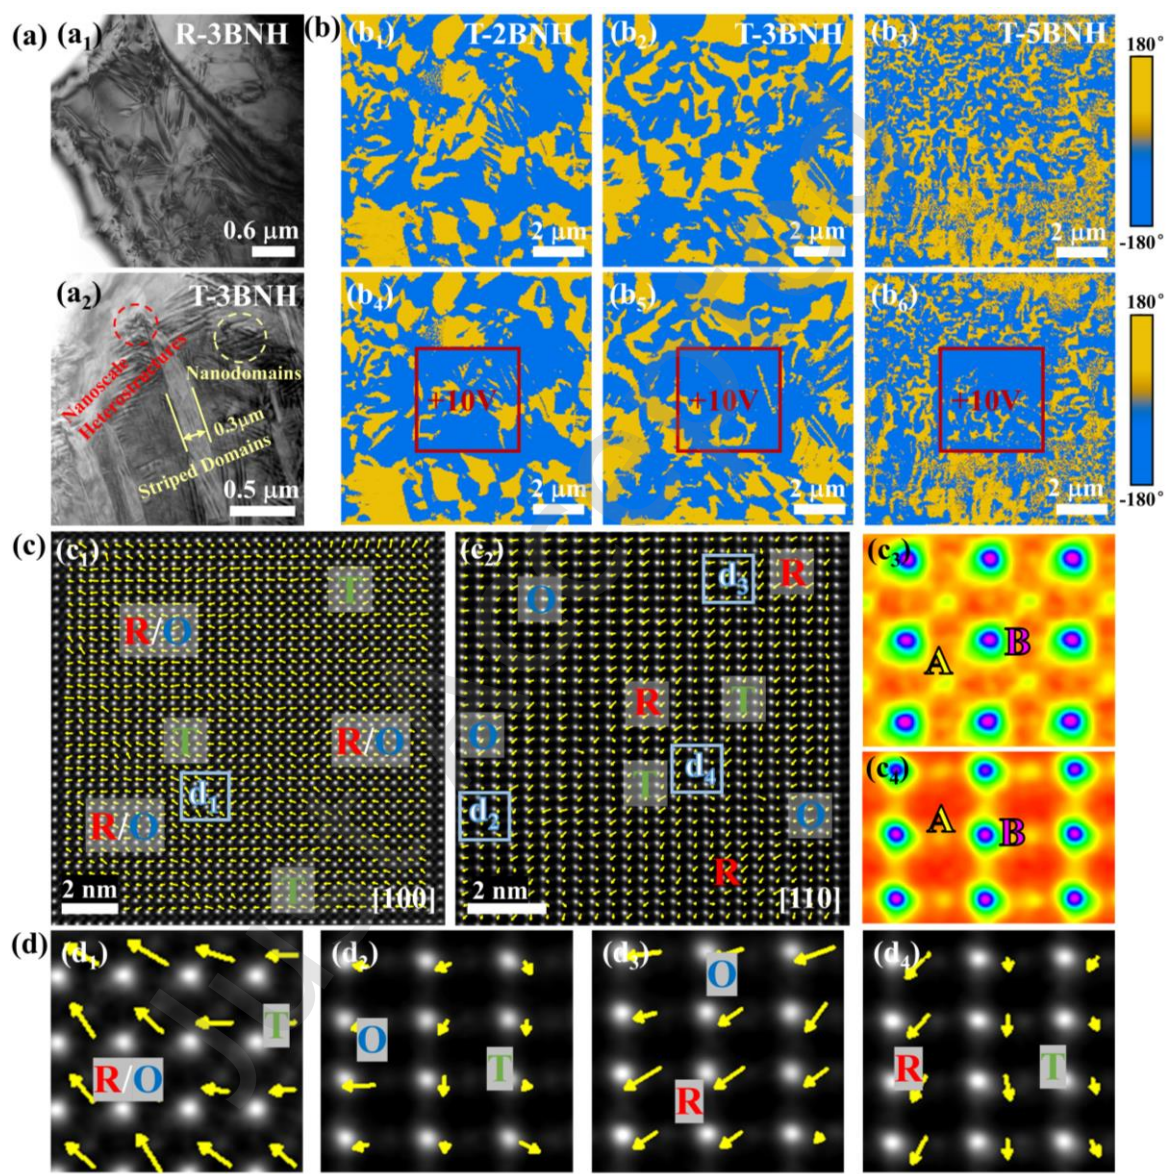 (a)
(a1)
R-3BNH
0.6 μm
(a2)
T-3BNH
Nanoscale
Heterostructures
Nanodomains
0.3μm
Striped Domains
0.5 μm
(b)
(b1)
T-2BNH
2 μm
(b2)
T-3BNH
2 μm
(b3)
T-5BNH
2 μm
180°
-180°
(b4)
+10V
2 μm
(b5)
+10V
2 μm
(b6)
+10V
2 μm
180°
-180°
(c)
(c1)
T
R/O
T
R/O
d1
R/O
T
2 nm
[100]
(c2)
d3
R
O
R
T
O
d4
T
d2
O
R
2 nm
[110]
(c3)
A
B
(c4)
A
B
(d)
(d1)
T
R/O
(d2)
O
T
(d3)
O
R
(d4)
R
T